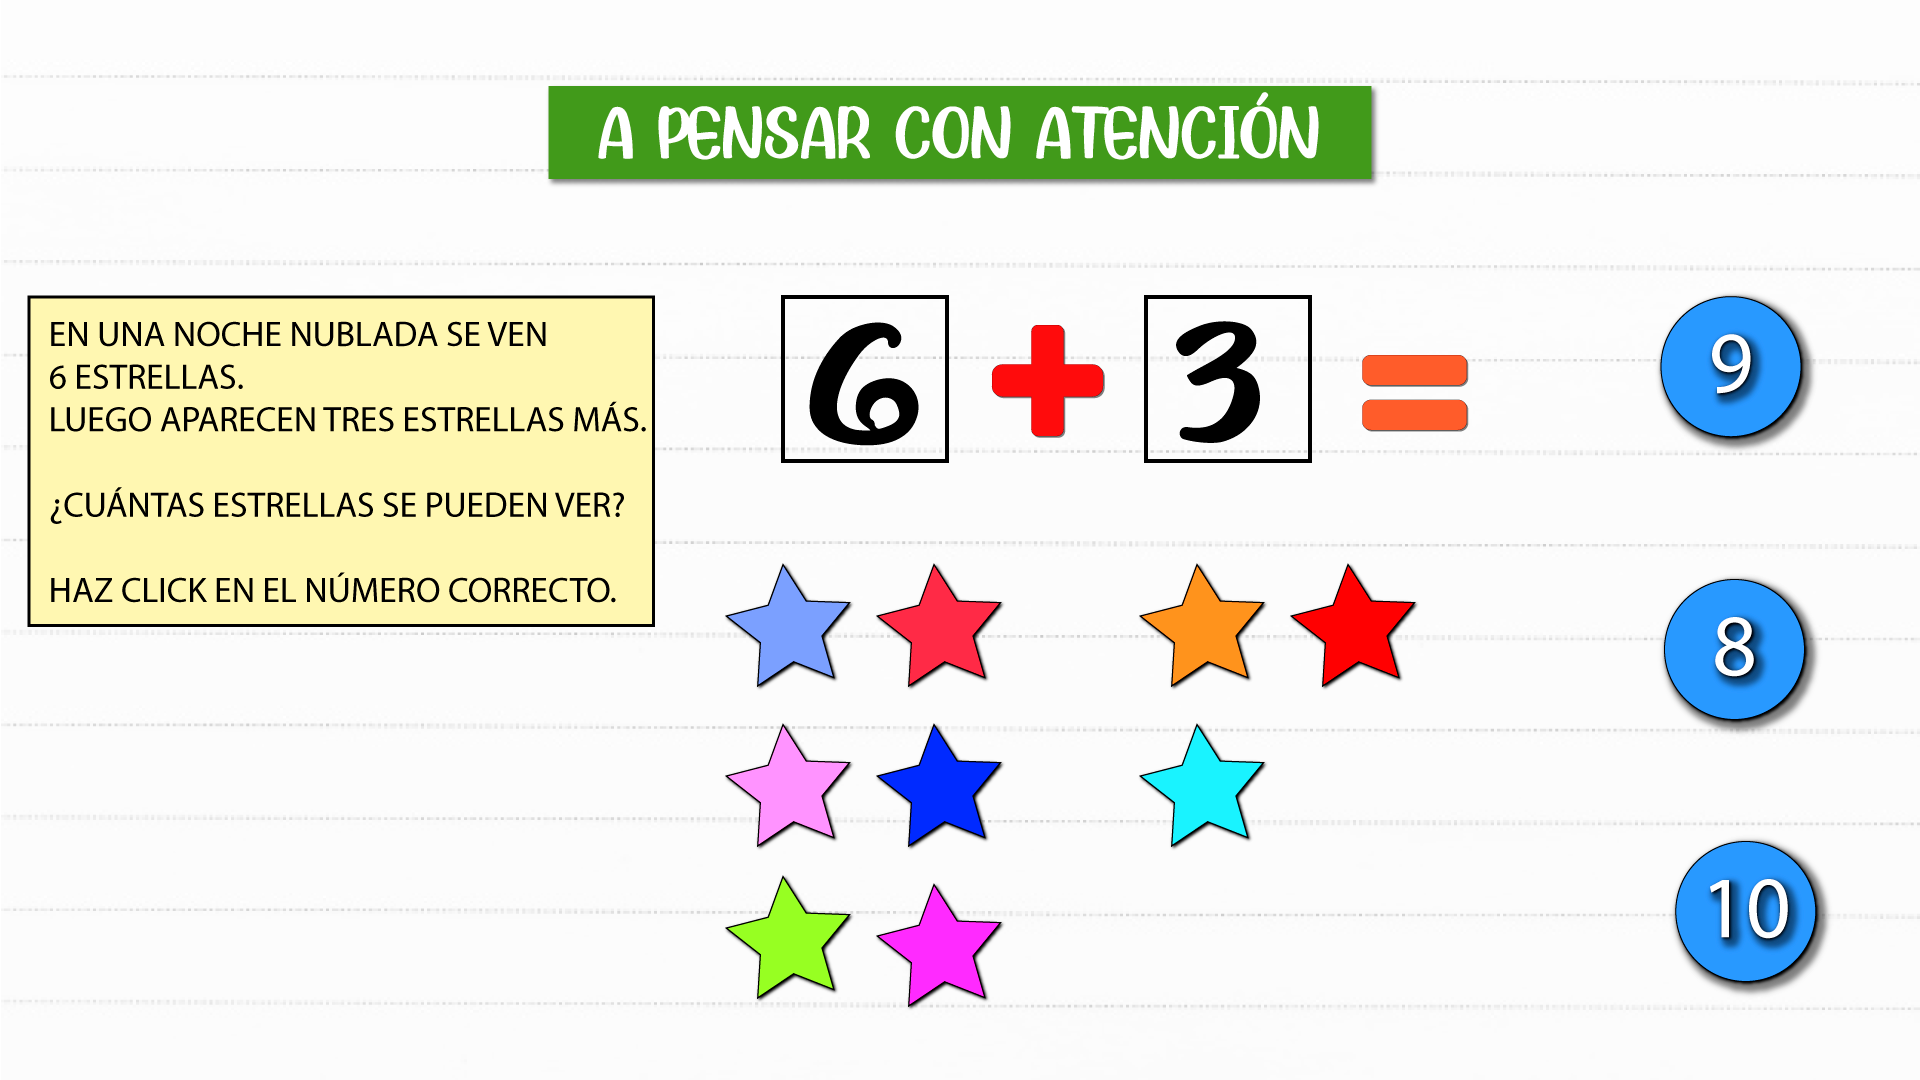 A PENSAR CON ATENCIÓN
EN UNA NOCHE NUBLADA SE VEN
6 ESTRELLAS.
LUEGO APARECEN TRES ESTRELLAS MÁS.
¿CUÁNTAS ESTRELLAS SE PUEDEN VER?
HAZ CLICK EN EL NÚMERO CORRECTO.
6 + 3 =
9
8
10